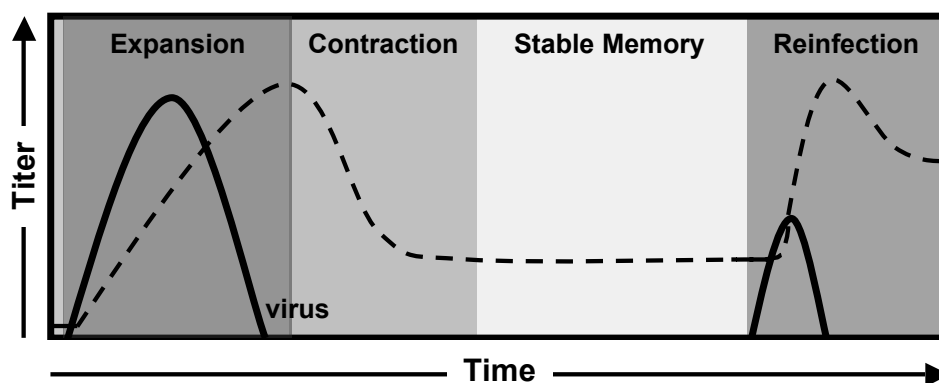 Expansion
Contraction
Stable Memory
Reinfection
Titer
virus
Time